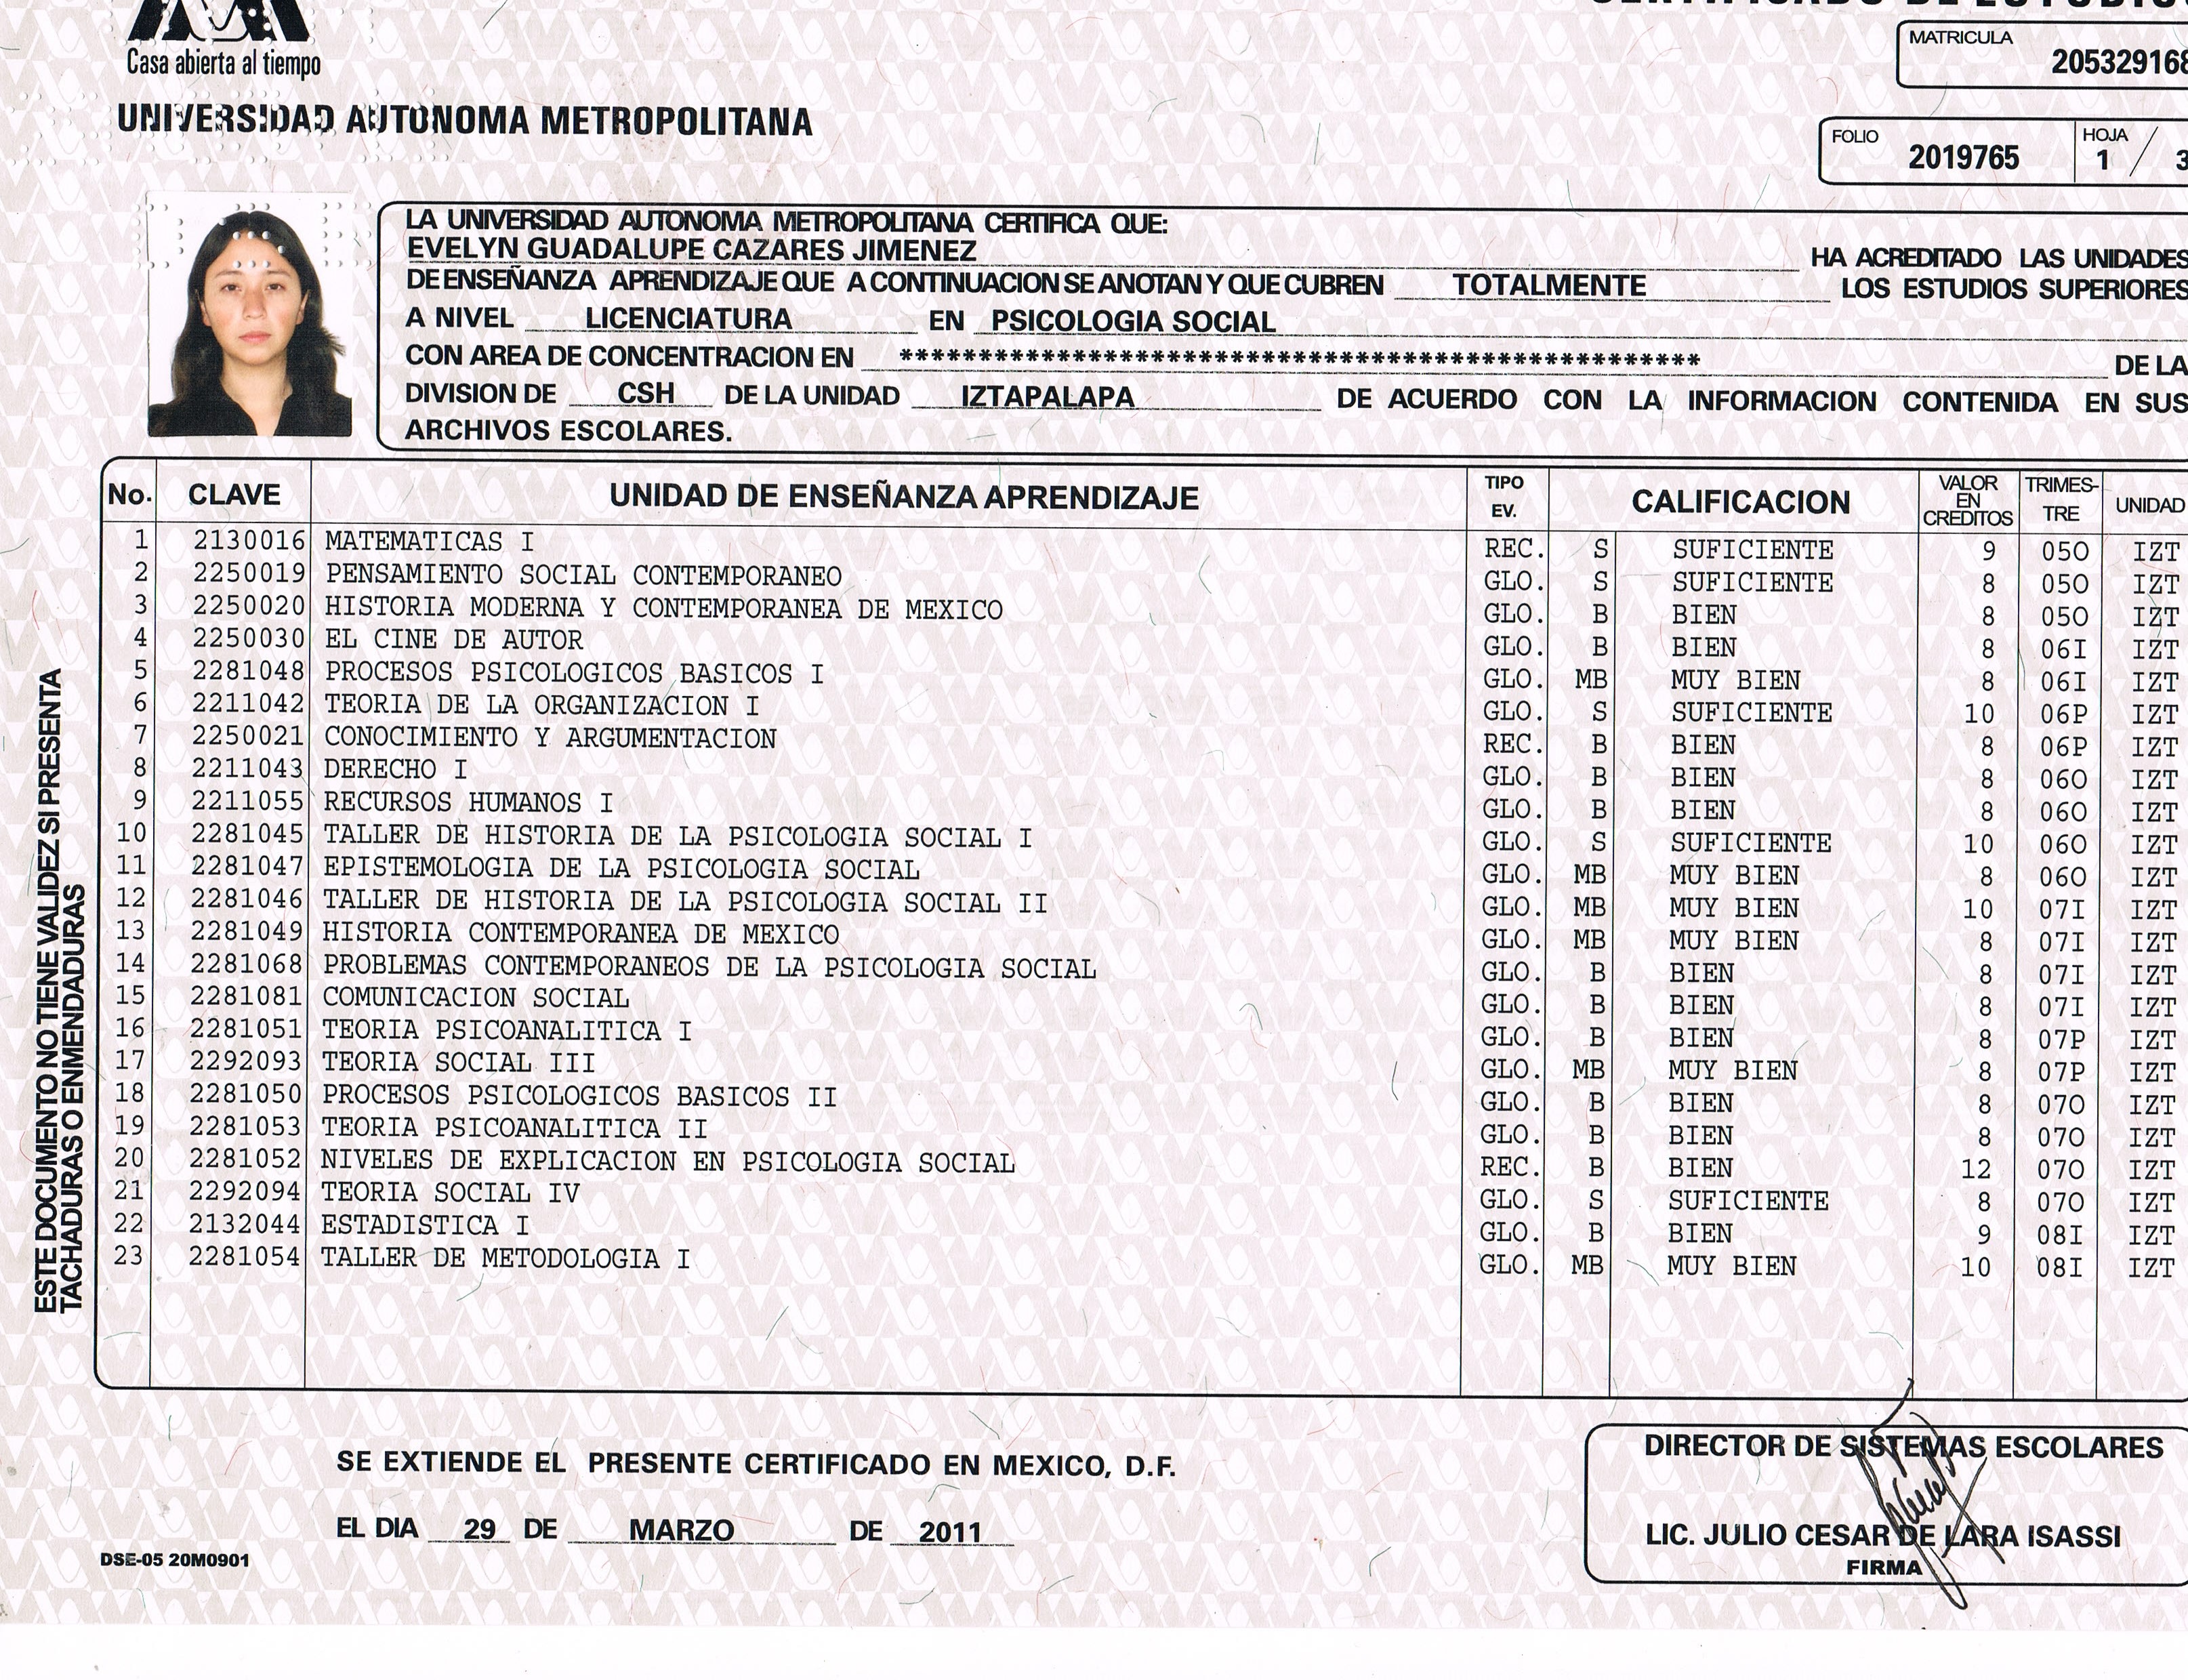 CERTIFICADO DE ESTUDIOS
Casa abierta al tiempo
MATRICULA
205329168
UNIVERSIDAD AUTONOMA METROPOLITANA
FOLIO 2019765 HOJA 1 / 3
LA UNIVERSIDAD AUTONOMA METROPOLITANA CERTIFICA QUE:
EVELYN GUADALUPE CAZARES JIMENEZ HA ACREDITADO LAS UNIDADES
DE ENSEÑANZA APRENDIZAJE QUE A CONTINUACION SE ANOTAN Y QUE CUBREN TOTALMENTE LOS ESTUDIOS SUPERIORES
A NIVEL LICENCIATURA EN PSICOLOGIA SOCIAL
CON AREA DE CONCENTRACION EN *************************************************** DE LA
DIVISION DE CSH DE LA UNIDAD IZTAPALAPA DE ACUERDO CON LA INFORMACION CONTENIDA EN SUS
ARCHIVOS ESCOLARES.
No. CLAVE UNIDAD DE ENSEÑANZA APRENDIZAJE TIPO EV. CALIFICACION VALOR EN CREDITOS TRIMES-TRE UNIDAD
1 2130016 MATEMATICAS I REC. S SUFICIENTE 9 05O IZT
2 2250019 PENSAMIENTO SOCIAL CONTEMPORANEO GLO. S SUFICIENTE 8 05O IZT
3 2250020 HISTORIA MODERNA Y CONTEMPORANEA DE MEXICO GLO. B BIEN 8 05O IZT
4 2250030 EL CINE DE AUTOR GLO. B BIEN 8 06I IZT
5 2281048 PROCESOS PSICOLOGICOS BASICOS I GLO. MB MUY BIEN 8 06I IZT
6 2211042 TEORIA DE LA ORGANIZACION I GLO. S SUFICIENTE 10 06P IZT
7 2250021 CONOCIMIENTO Y ARGUMENTACION REC. B BIEN 8 06P IZT
8 2211043 DERECHO I GLO. B BIEN 8 06O IZT
9 2211055 RECURSOS HUMANOS I GLO. B BIEN 8 06O IZT
10 2281045 TALLER DE HISTORIA DE LA PSICOLOGIA SOCIAL I GLO. S SUFICIENTE 10 06O IZT
11 2281047 EPISTEMOLOGIA DE LA PSICOLOGIA SOCIAL GLO. MB MUY BIEN 8 06O IZT
12 2281046 TALLER DE HISTORIA DE LA PSICOLOGIA SOCIAL II GLO. MB MUY BIEN 10 07I IZT
13 2281049 HISTORIA CONTEMPORANEA DE MEXICO GLO. MB MUY BIEN 8 07I IZT
14 2281068 PROBLEMAS CONTEMPORANEOS DE LA PSICOLOGIA SOCIAL GLO. B BIEN 8 07I IZT
15 2281081 COMUNICACION SOCIAL GLO. B BIEN 8 07I IZT
16 2281051 TEORIA PSICOANALITICA I GLO. B BIEN 8 07P IZT
17 2292093 TEORIA SOCIAL III GLO. MB MUY BIEN 8 07P IZT
18 2281050 PROCESOS PSICOLOGICOS BASICOS II GLO. B BIEN 8 07O IZT
19 2281053 TEORIA PSICOANALITICA II GLO. B BIEN 8 07O IZT
20 2281052 NIVELES DE EXPLICACION EN PSICOLOGIA SOCIAL REC. B BIEN 12 07O IZT
21 2292094 TEORIA SOCIAL IV GLO. S SUFICIENTE 8 07O IZT
22 2132044 ESTADISTICA I GLO. B BIEN 9 08I IZT
23 2281054 TALLER DE METODOLOGIA I GLO. MB MUY BIEN 10 08I IZT
ESTE DOCUMENTO NO TIENE VALIDEZ SI PRESENTA
TACHADURAS O ENMENDADURAS
SE EXTIENDE EL PRESENTE CERTIFICADO EN MEXICO, D.F.
EL DIA 29 DE MARZO DE 2011
DSE-05 20M0901
DIRECTOR DE SISTEMAS ESCOLARES
LIC. JULIO CESAR DE LARA ISASSI
FIRMA